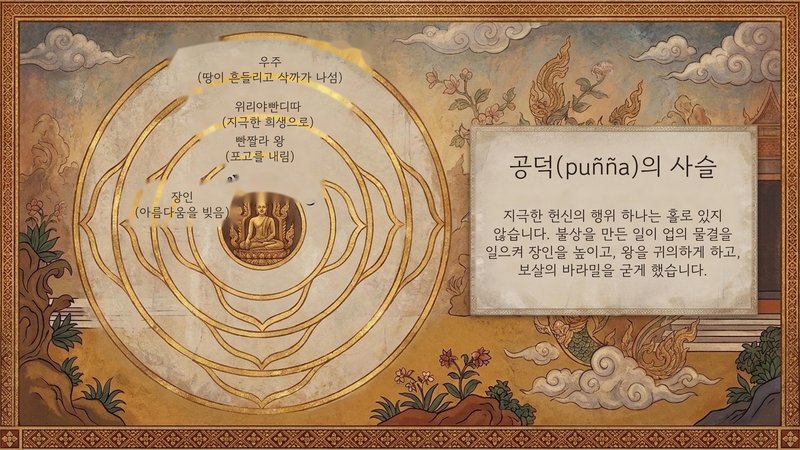 우주
(땅이 흔들리고 삭까가 나섬)
위리야빤디따
(지극한 희생으로)
빤짤라 왕
(포고를 내림)
장인
(아름다움을 빚음)
공덕(puñña)의 사슬
지극한 헌신의 행위 하나는 홀로 있지
않습니다. 불상을 만든 일이 업의 물결을
일으켜 장인을 높이고, 왕을 귀의하게 하고,
보살의 바라밀을 굳게 했습니다.